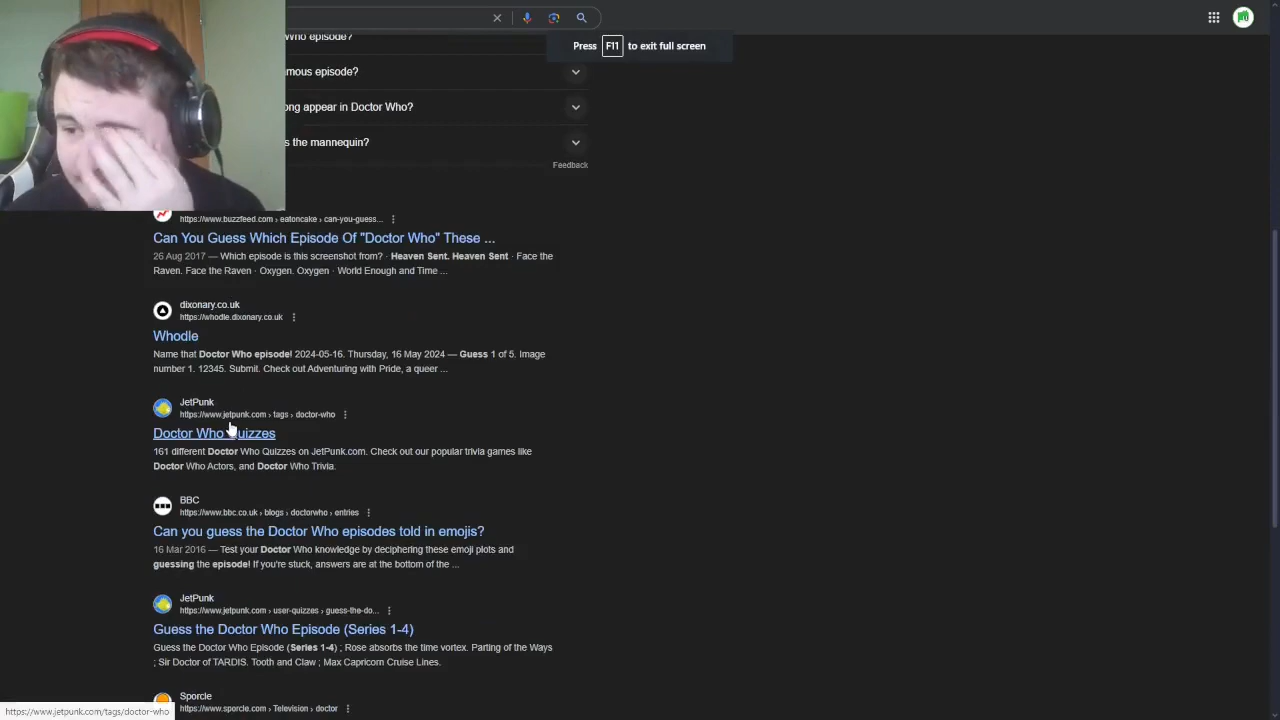 Press F11 to exit full screen
Who episode?
amous episode?
ong appear in Doctor Who?
s the mannequin?
Feedback
https://www.buzzfeed.com › eatoncake › can-you-guess...
Can You Guess Which Episode Of "Doctor Who" These ...
26 Aug 2017 — Which episode is this screenshot from? · Heaven Sent. Heaven Sent · Face the
Raven. Face the Raven · Oxygen. Oxygen · World Enough and Time ...
dixonary.co.uk
https://whodle.dixonary.co.uk
Whodle
Name that Doctor Who episode! 2024-05-16. Thursday, 16 May 2024 — Guess 1 of 5. Image
number 1. 12345. Submit. Check out Adventuring with Pride, a queer ...
JetPunk
https://www.jetpunk.com › tags › doctor-who
Doctor Who Quizzes
161 different Doctor Who Quizzes on JetPunk.com. Check out our popular trivia games like
Doctor Who Actors, and Doctor Who Trivia.
BBC
https://www.bbc.co.uk › blogs › doctorwho › entries
Can you guess the Doctor Who episodes told in emojis?
16 Mar 2016 — Test your Doctor Who knowledge by deciphering these emoji plots and
guessing the episode! If you're stuck, answers are at the bottom of the ...
JetPunk
https://www.jetpunk.com › user-quizzes › guess-the-do...
Guess the Doctor Who Episode (Series 1-4)
Guess the Doctor Who Episode (Series 1-4) ; Rose absorbs the time vortex. Parting of the Ways
; Sir Doctor of TARDIS. Tooth and Claw ; Max Capricorn Cruise Lines.
Sporcle
https://www.sporcle.com › Television › doctor
https://www.jetpunk.com/tags/doctor-who